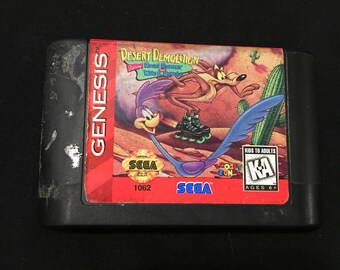 GENESIS
DESERT DEMOLITION
SEGA
1062
SEGA
KIDS TO ADULTS
K-A
AGES 6+